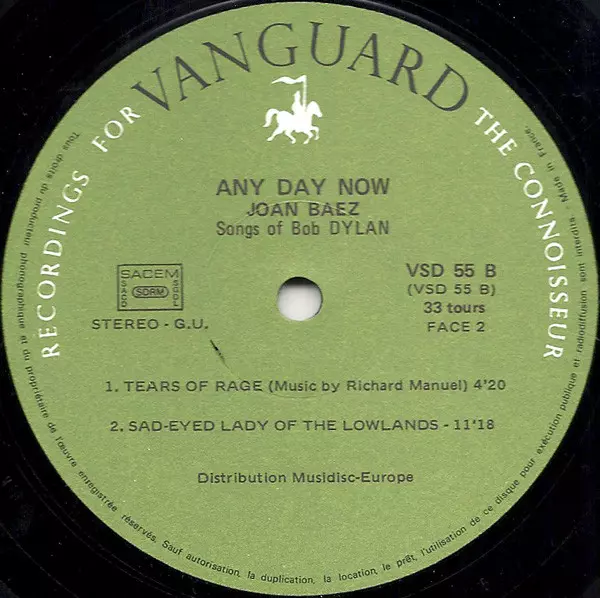 VANGUARD
RECORDINGS FOR THE CONNOISSEUR
ANY DAY NOW
JOAN BAEZ
Songs of Bob DYLAN
SACEM
SACD
SDRM
SGDL
STEREO - G.U.
VSD 55 B
(VSD 55 B)
33 tours
FACE 2
1. TEARS OF RAGE (Music by Richard Manuel) 4'20
2. SAD-EYED LADY OF THE LOWLANDS - 11'18
Distribution Musidisc-Europe
Tous droits du producteur phonographique et du propriétaire de l'œuvre enregistrée réservés. Sauf autorisation, la duplication, la location, le prêt, l'utilisation de ce disque pour exécution publique et radiodiffusion sont interdits. - Made in France.